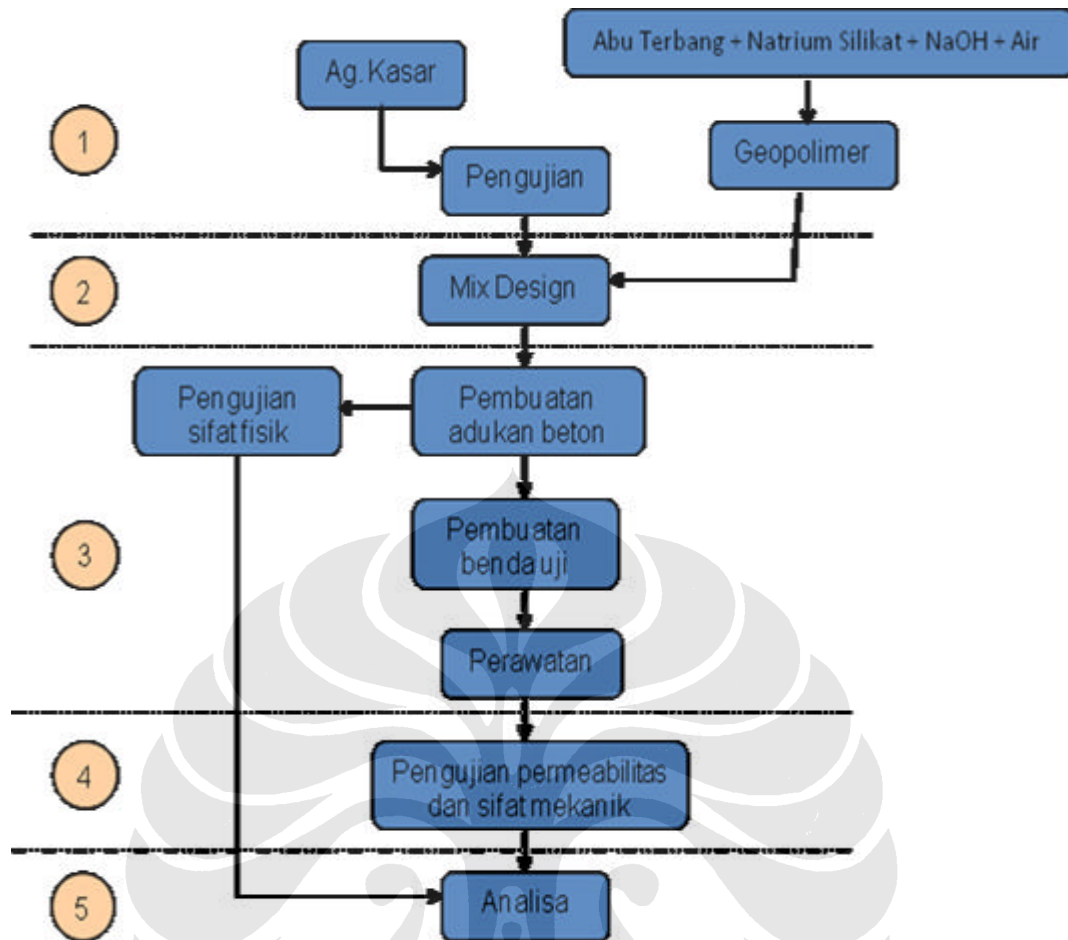 Abu Terbang + Natrium Silikat + NaOH + Air
Ag. Kasar
1
Geopolimer
Pengujian
2
Mix Design
Pengujian
sifat fisik
Pembuatan
adukan beton
3
Pembuatan
benda uji
Perawatan
4
Pengujian permeabilitas
dan sifat mekanik
5
Analisa